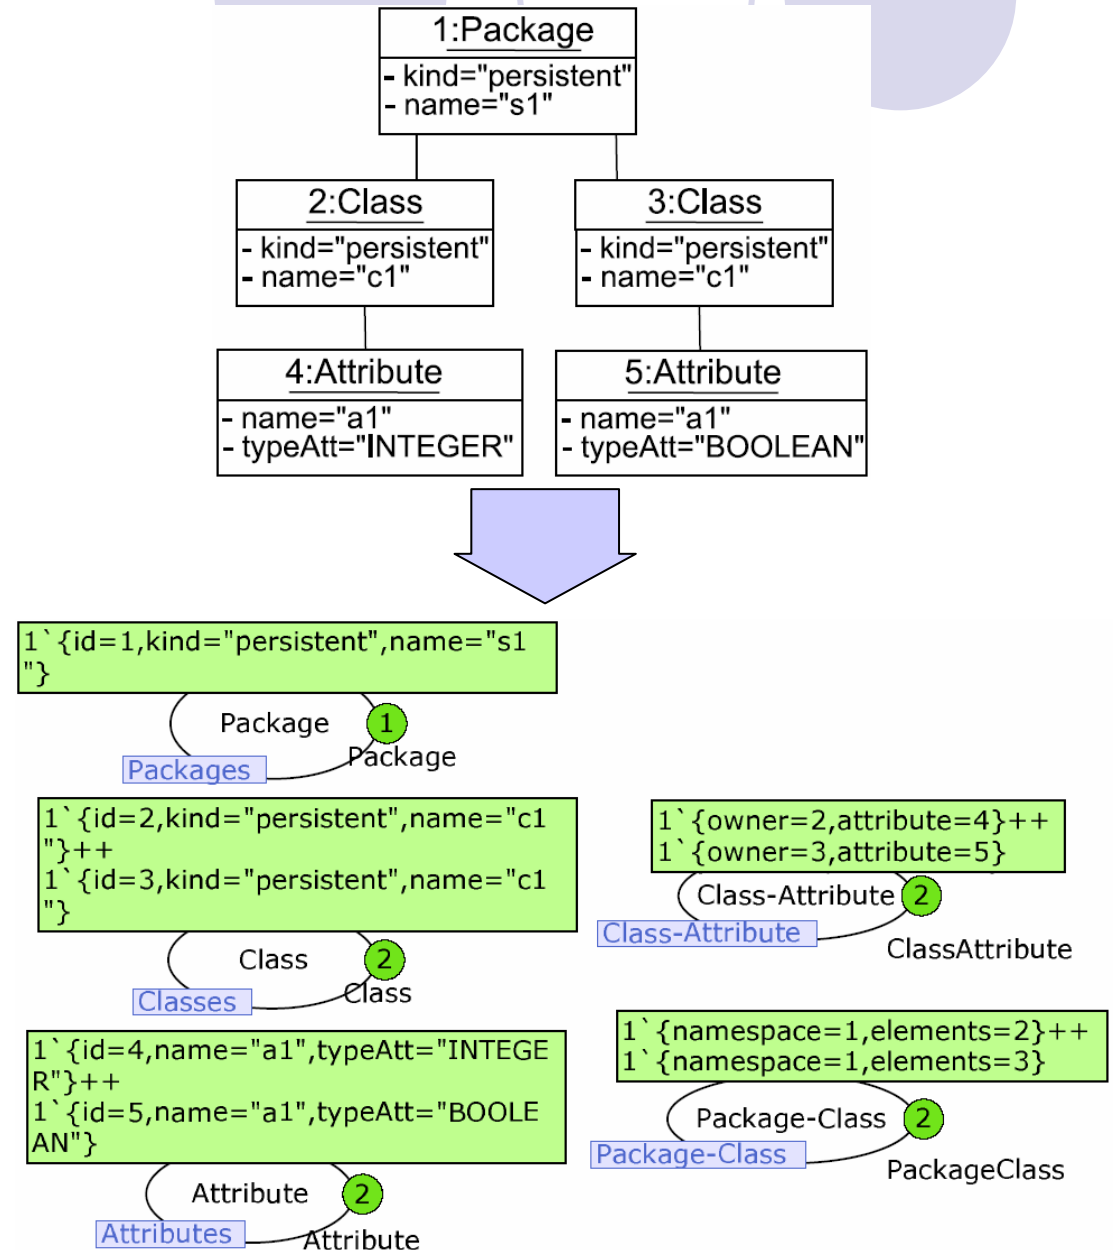 1:Package
- kind="persistent"
- name="s1"
2:Class
- kind="persistent"
- name="c1"
3:Class
- kind="persistent"
- name="c1"
4:Attribute
- name="a1"
- typeAtt="INTEGER"
5:Attribute
- name="a1"
- typeAtt="BOOLEAN"
1`{id=1,kind="persistent",name="s1
"}
Package
1
Package
Packages
1`{id=2,kind="persistent",name="c1
"}++
1`{id=3,kind="persistent",name="c1
"}
Class
2
Class
Classes
1`{id=4,name="a1",typeAtt="INTEGE
R"}++
1`{id=5,name="a1",typeAtt="BOOLE
AN"}
Attribute
2
Attribute
Attributes
1`{owner=2,attribute=4}++
1`{owner=3,attribute=5}
Class-Attribute
2
Class-Attribute
ClassAttribute
1`{namespace=1,elements=2}++
1`{namespace=1,elements=3}
Package-Class
2
Package-Class
PackageClass